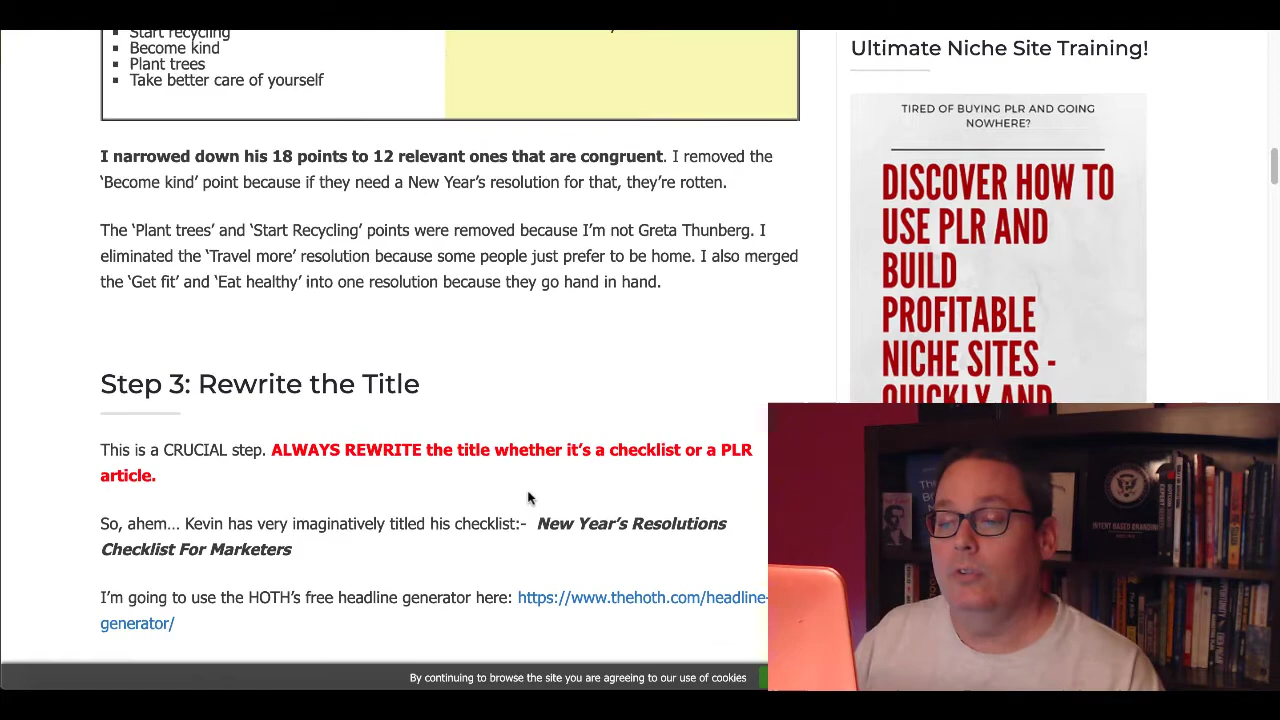 Start recycling
Become kind
Plant trees
Take better care of yourself
I narrowed down his 18 points to 12 relevant ones that are congruent. I removed the
‘Become kind’ point because if they need a New Year’s resolution for that, they’re rotten.
The ‘Plant trees’ and ‘Start Recycling’ points were removed because I’m not Greta Thunberg. I
eliminated the ‘Travel more’ resolution because some people just prefer to be home. I also merged
the ‘Get fit’ and ‘Eat healthy’ into one resolution because they go hand in hand.
Step 3: Rewrite the Title
This is a CRUCIAL step. ALWAYS REWRITE the title whether it’s a checklist or a PLR
article.
So, ahem... Kevin has very imaginatively titled his checklist:- New Year’s Resolutions
Checklist For Marketers
I’m going to use the HOTH’s free headline generator here: https://www.thehoth.com/headline-
generator/
By continuing to browse the site you are agreeing to our use of cookies
Ultimate Niche Site Training!
TIRED OF BUYING PLR AND GOING
NOWHERE?
DISCOVER HOW TO
USE PLR AND
BUILD
PROFITABLE
NICHE SITES -
QUICKLY AND
INTENT BASED BRANDING